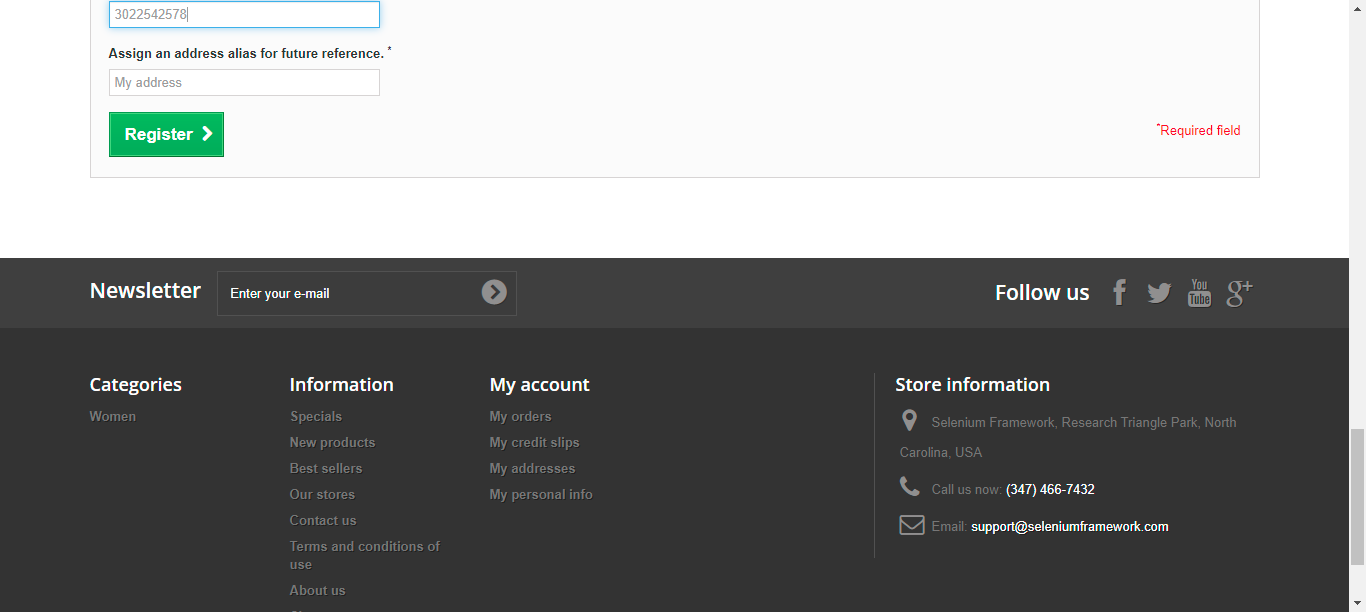 3022542578
Assign an address alias for future reference. *
My address
Register
*Required field
Newsletter
Enter your e-mail
Follow us
You
Tube
g+
Categories
Women
Information
Specials
New products
Best sellers
Our stores
Contact us
Terms and conditions of
use
About us
My account
My orders
My credit slips
My addresses
My personal info
Store information
Selenium Framework, Research Triangle Park, North
Carolina, USA
Call us now: (347) 466-7432
Email: support@seleniumframework.com